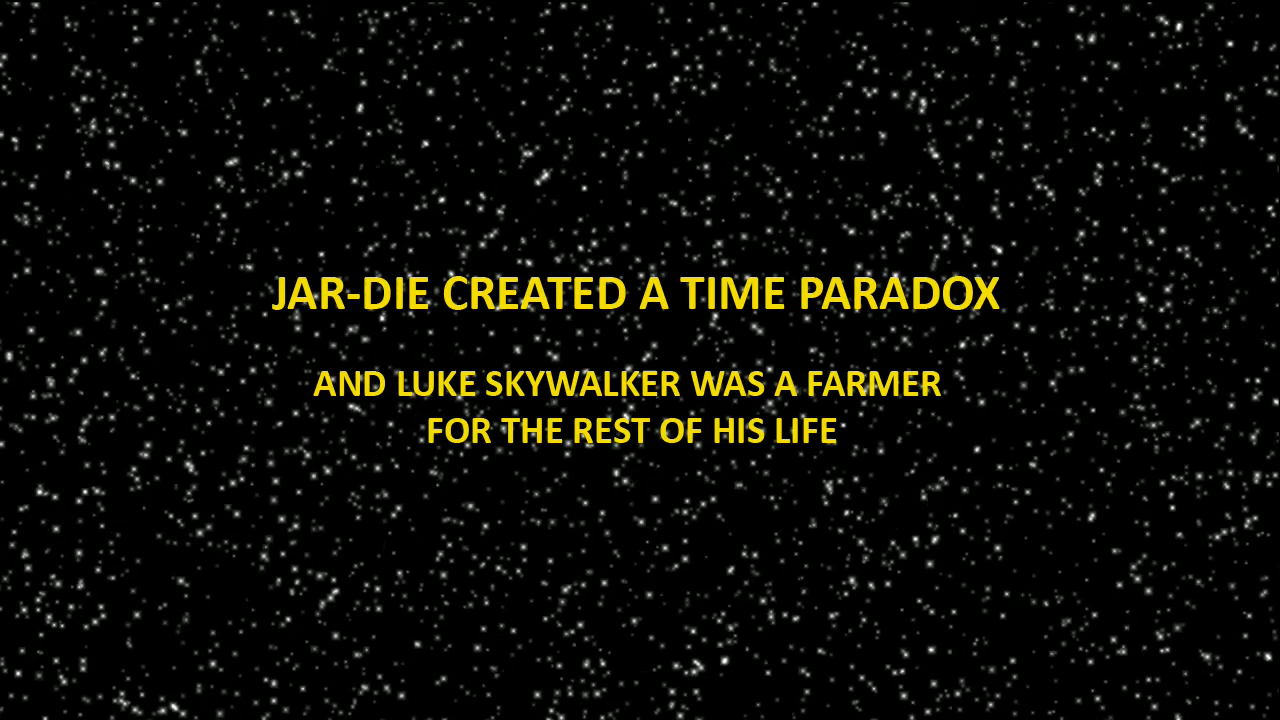 JAR-DIE CREATED A TIME PARADOX
AND LUKE SKYWALKER WAS A FARMER
FOR THE REST OF HIS LIFE